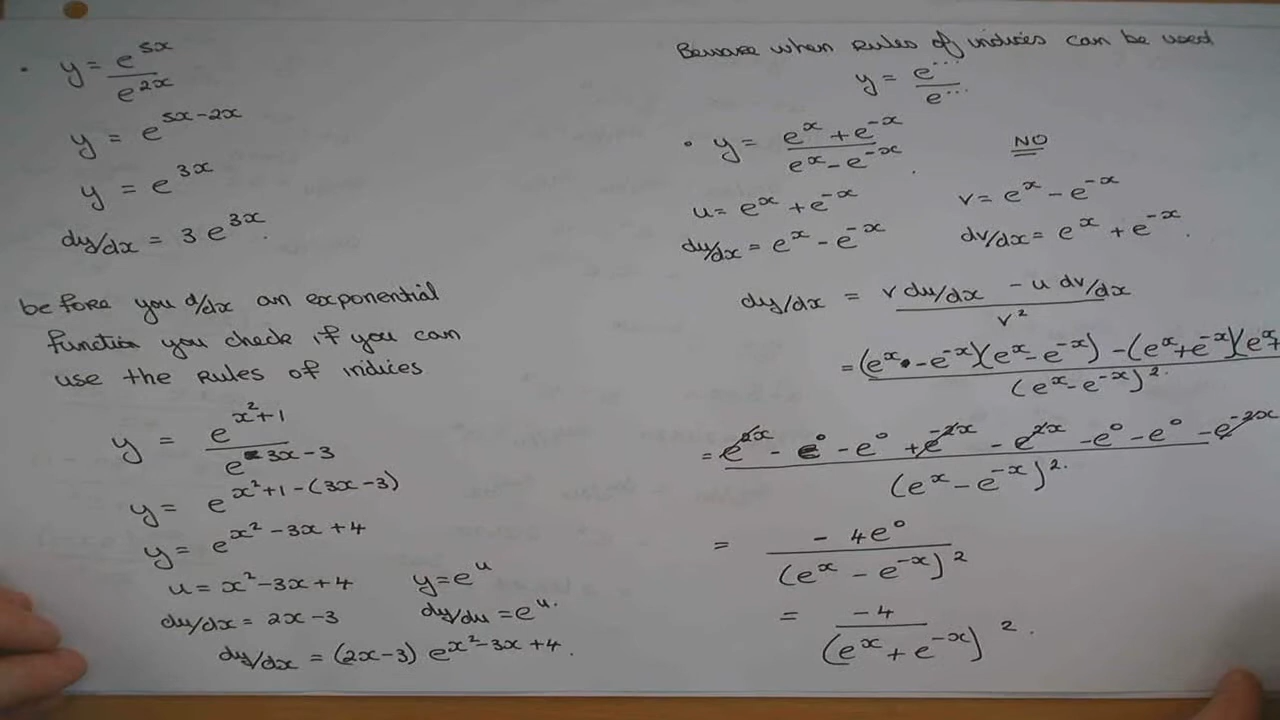 • y = e^5x / e^2x
y = e^5x-2x
y = e^3x
dy/dx = 3 e^3x.
before you d/dx an exponential
function you check if you can
use the rules of indices
y = e^x²+1 / e^3x-3
y = e^x²+1-(3x-3)
y = e^x²-3x+4
u = x²-3x+4 y = e^u
du/dx = 2x-3 dy/du = e^u.
dy/dx = (2x-3) e^x²-3x+4.
Beware when rules of indices can be used
y = e^... / e^...
• y = e^x + e^-x / e^x - e^-x. NO
u = e^x + e^-x v = e^x - e^-x
du/dx = e^x - e^-x dv/dx = e^x + e^-x.
dy/dx = v du/dx - u dv/dx / v²
= (e^x - e^-x)(e^x - e^-x) - (e^x + e^-x)(e^x + / (e^x - e^-x)².
= e^2x - e^0 - e^0 + e^-2x - e^2x - e^0 - e^0 - e^-2x / (e^x - e^-x)².
= -4e^0 / (e^x - e^-x)²
= -4 / (e^x + e^-x)².